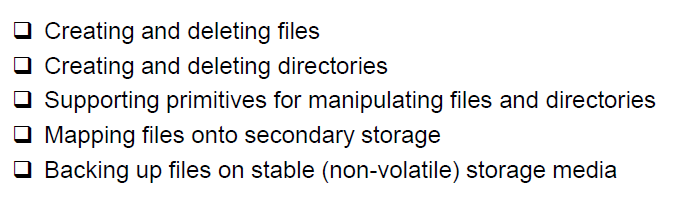 ❑ Creating and deleting files
❑ Creating and deleting directories
❑ Supporting primitives for manipulating files and directories
❑ Mapping files onto secondary storage
❑ Backing up files on stable (non-volatile) storage media